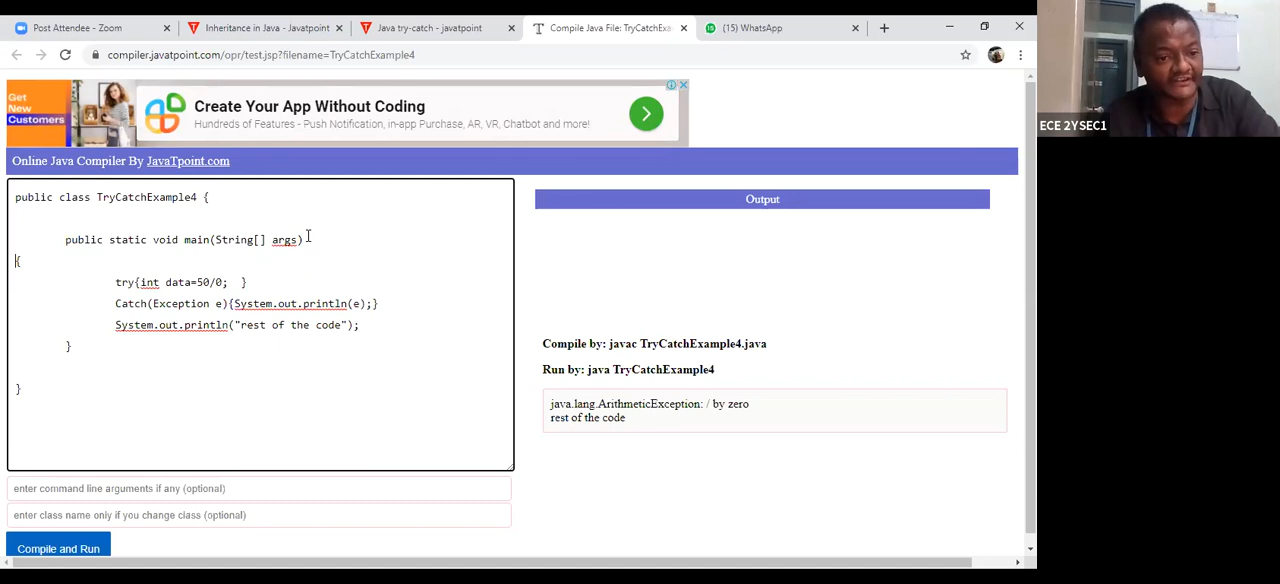 Post Attendee - Zoom
Inheritance in Java - Javatpoint
Java try-catch - javatpoint
Compile Java File: TryCatchExa
(15) WhatsApp
compiler.javatpoint.com/opr/test.jsp?filename=TryCatchExample4
Get
New
Customers
Create Your App Without Coding
Hundreds of Features - Push Notification, in-app Purchase, AR, VR, Chatbot and more!
ECE 2YSEC1
Online Java Compiler By JavaTpoint.com
public class TryCatchExample4 {
public static void main(String[] args)
{
try{int data=50/0; }
Catch(Exception e){System.out.println(e);}
System.out.println("rest of the code");
}
}
Output
Compile by: javac TryCatchExample4.java
Run by: java TryCatchExample4
java.lang.ArithmeticException: / by zero
rest of the code
enter command line arguments if any (optional)
enter class name only if you change class (optional)
Compile and Run